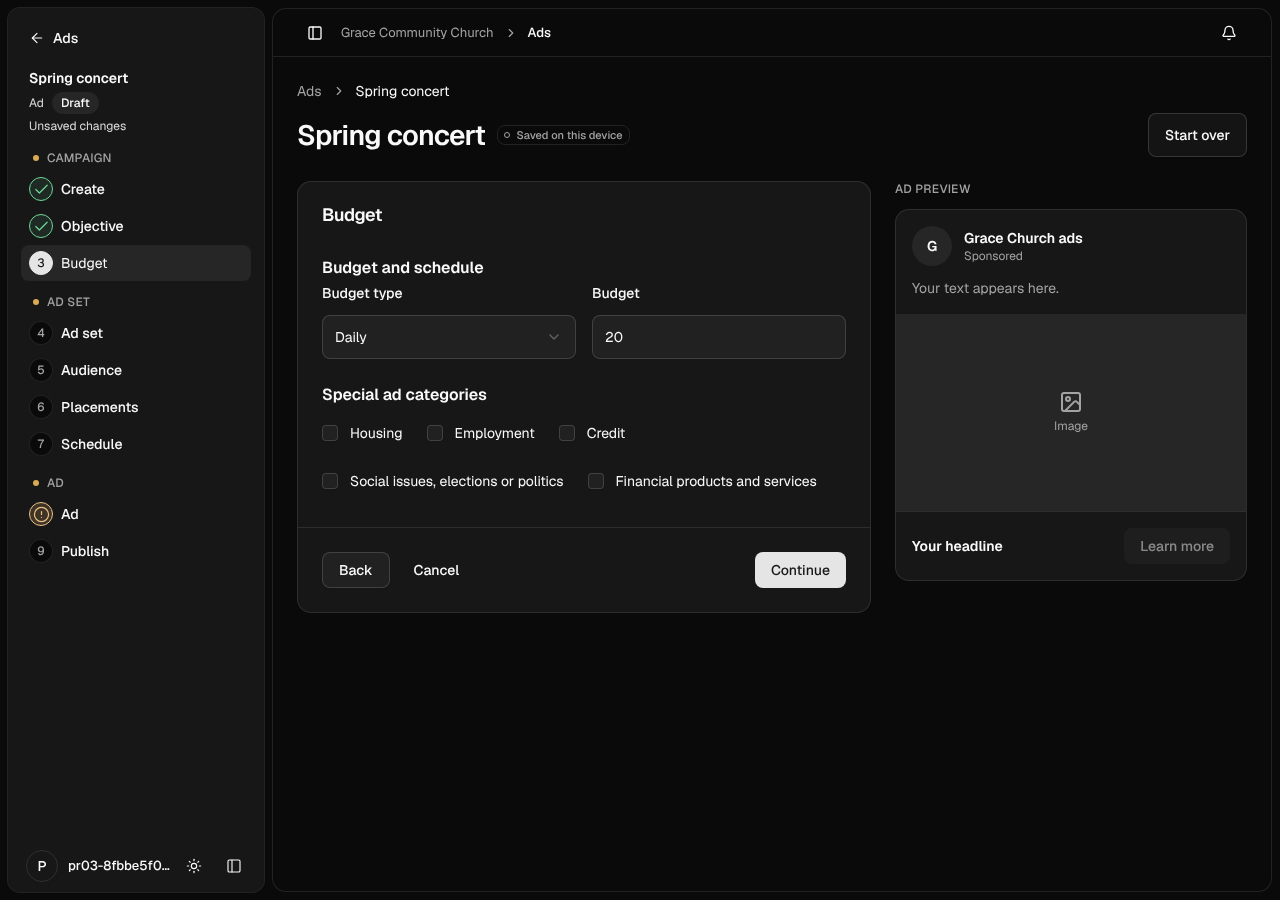 Ads
Spring concert
Ad Draft
Unsaved changes
CAMPAIGN
Create
Objective
3 Budget
AD SET
4 Ad set
5 Audience
6 Placements
7 Schedule
AD
Ad
9 Publish
P pr03-8fbbe5f0...
Grace Community Church Ads
Ads Spring concert
Spring concert Saved on this device
Start over
Budget
Budget and schedule
Budget type Budget
Daily 20
Special ad categories
Housing Employment Credit
Social issues, elections or politics Financial products and services
Back Cancel Continue
AD PREVIEW
G Grace Church ads
Sponsored
Your text appears here.
Image
Your headline Learn more